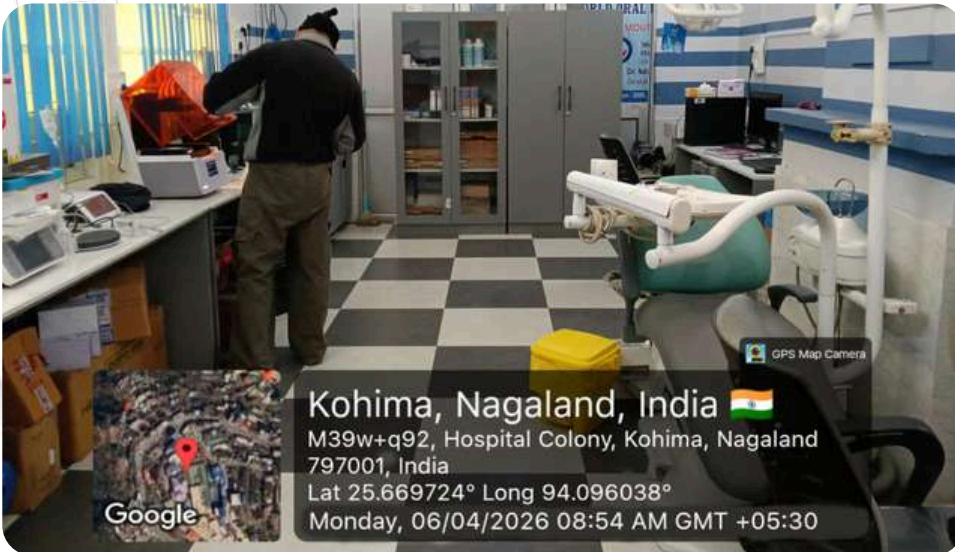 GPS Map Camera
Kohima, Nagaland, India
M39w+q92, Hospital Colony, Kohima, Nagaland
797001, India
Lat 25.669724° Long 94.096038°
Monday, 06/04/2026 08:54 AM GMT +05:30
Google